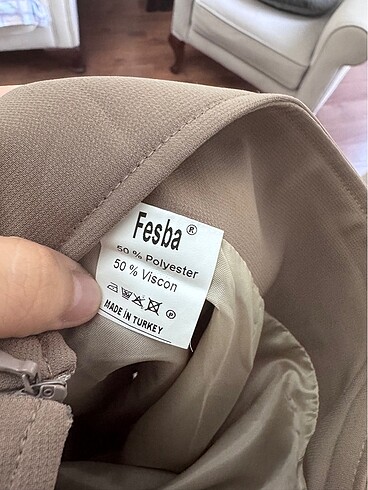 Fesba ®
50 % Polyester
50 % Viscon
P
MADE IN TURKEY